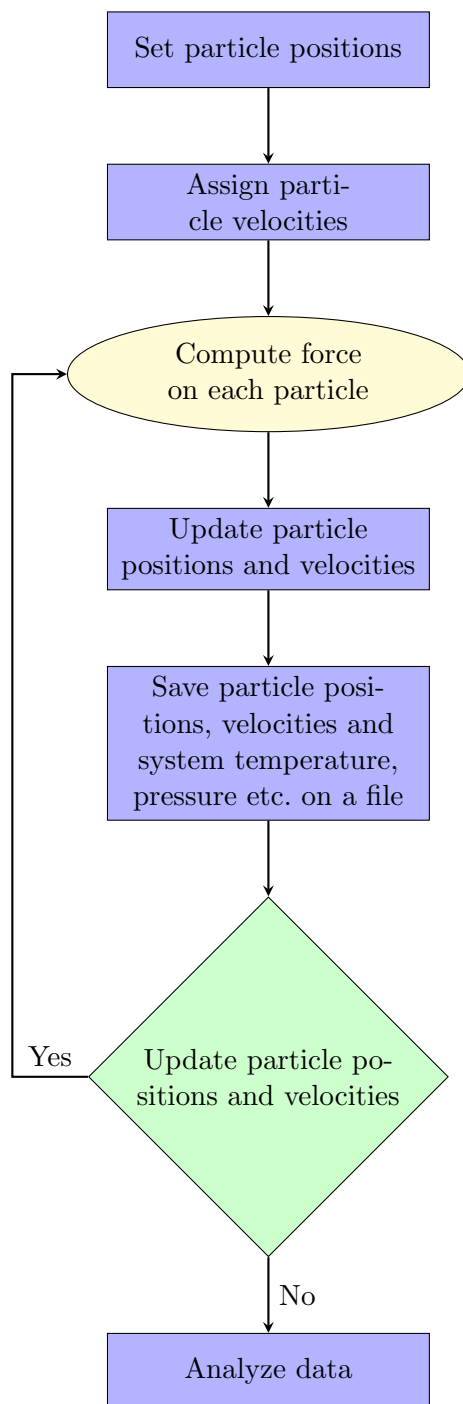 Set particle positions
Assign parti-
cle velocities
Compute force
on each particle
Update particle
positions and velocities
Save particle posi-
tions, velocities and
system temperature,
pressure etc. on a file
Yes
Update particle po-
sitions and velocities
No
Analyze data